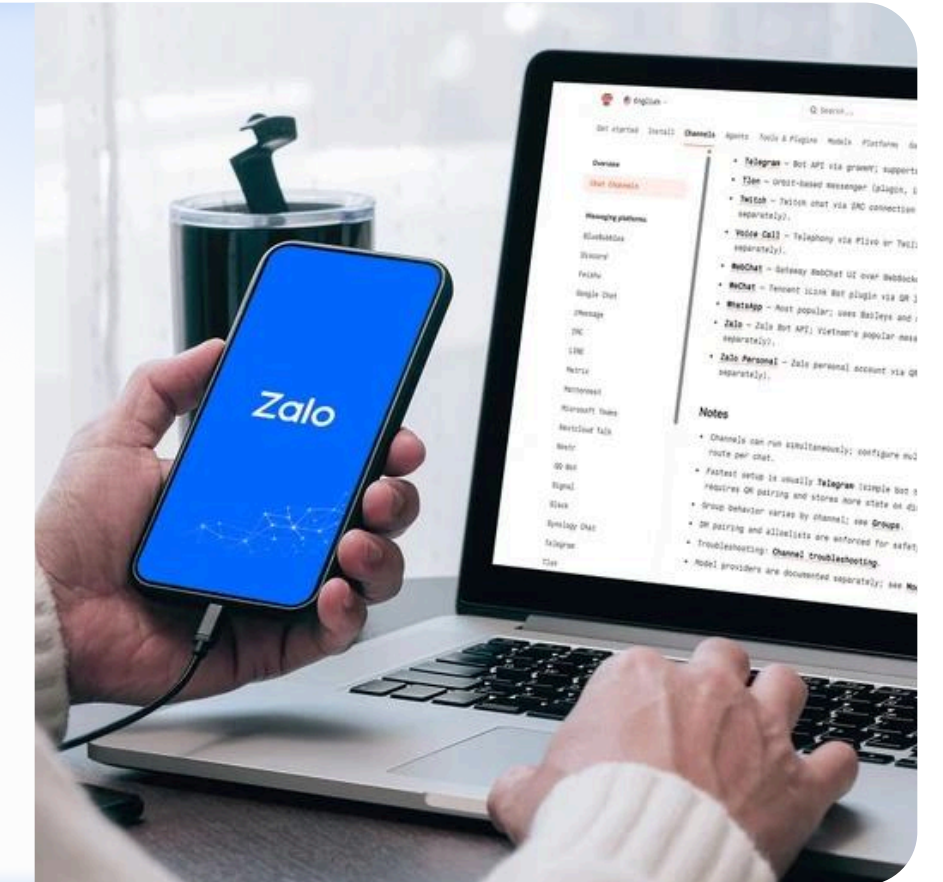 Zalo
English
Search...
Get started Install Channels Agents Tools & Plugins Models Platforms
Overview
Chat Channels
Messaging platforms
BlueBubbles
Discord
Feishu
Google Chat
iMessage
IRC
LINE
Matrix
Mattermost
Microsoft Teams
Nextcloud Talk
Nostr
QQ Bot
Signal
Slack
Synology Chat
Telegram
Tlon
• Telegram – Bot API via grammY; supports
• Tlon – Urbit-based messenger (plugin,
• Twitch – Twitch chat via IRC connection
separately).
• Voice Call – Telephony via Plivo or
separately).
• WebChat – Gateway WebChat UI over
• WeChat – Tencent iLink Bot plugin via QR
• WhatsApp – Most popular; uses Baileys and
• Zalo – Zalo Bot API; Vietnam's popular
separately).
• Zalo Personal – Zalo personal account via
separately).
Notes
• Channels can run simultaneously; configure
route per chat.
• Fastest setup is usually Telegram (simple bot
requires QR pairing and stores more state on
• Group behavior varies by channel; see Groups.
• DM pairing and allowlists are enforced for
• Troubleshooting: Channel troubleshooting.
• Model providers are documented separately; see